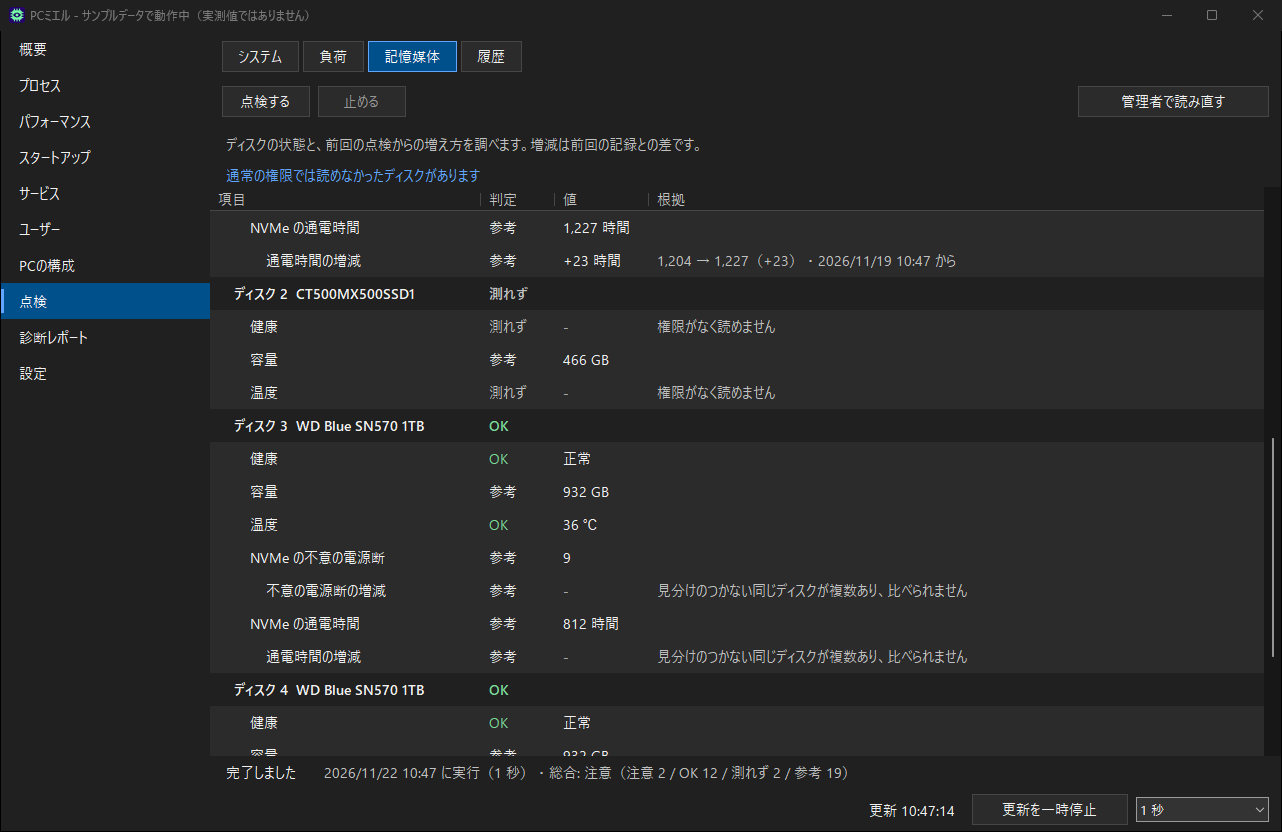 PCミエル - サンプルデータで動作中（実測値ではありません）
概要
プロセス
パフォーマンス
スタートアップ
サービス
ユーザー
PCの構成
点検
診断レポート
設定
システム 負荷 記憶媒体 履歴
点検する 止める 管理者で読み直す
ディスクの状態と、前回の点検からの増え方を調べます。増減は前回の記録との差です。
通常の権限では読めなかったディスクがあります
項目 判定 値 根拠
NVMe の通電時間 参考 1,227 時間
通電時間の増減 参考 +23 時間 1,204 → 1,227（+23）・2026/11/19 10:47 から
ディスク 2 CT500MX500SSD1 測れず
健康 測れず - 権限がなく読めません
容量 参考 466 GB
温度 測れず - 権限がなく読めません
ディスク 3 WD Blue SN570 1TB OK
健康 OK 正常
容量 参考 932 GB
温度 OK 36 ℃
NVMe の不意の電源断 参考 9
不意の電源断の増減 参考 - 見分けのつかない同じディスクが複数あり、比べられません
NVMe の通電時間 参考 812 時間
通電時間の増減 参考 - 見分けのつかない同じディスクが複数あり、比べられません
ディスク 4 WD Blue SN570 1TB OK
健康 OK 正常
容量 参考 932 GB
完了しました 2026/11/22 10:47 に実行（1 秒）・総合: 注意（注意 2 / OK 12 / 測れず 2 / 参考 19）
更新 10:47:14 更新を一時停止 1 秒